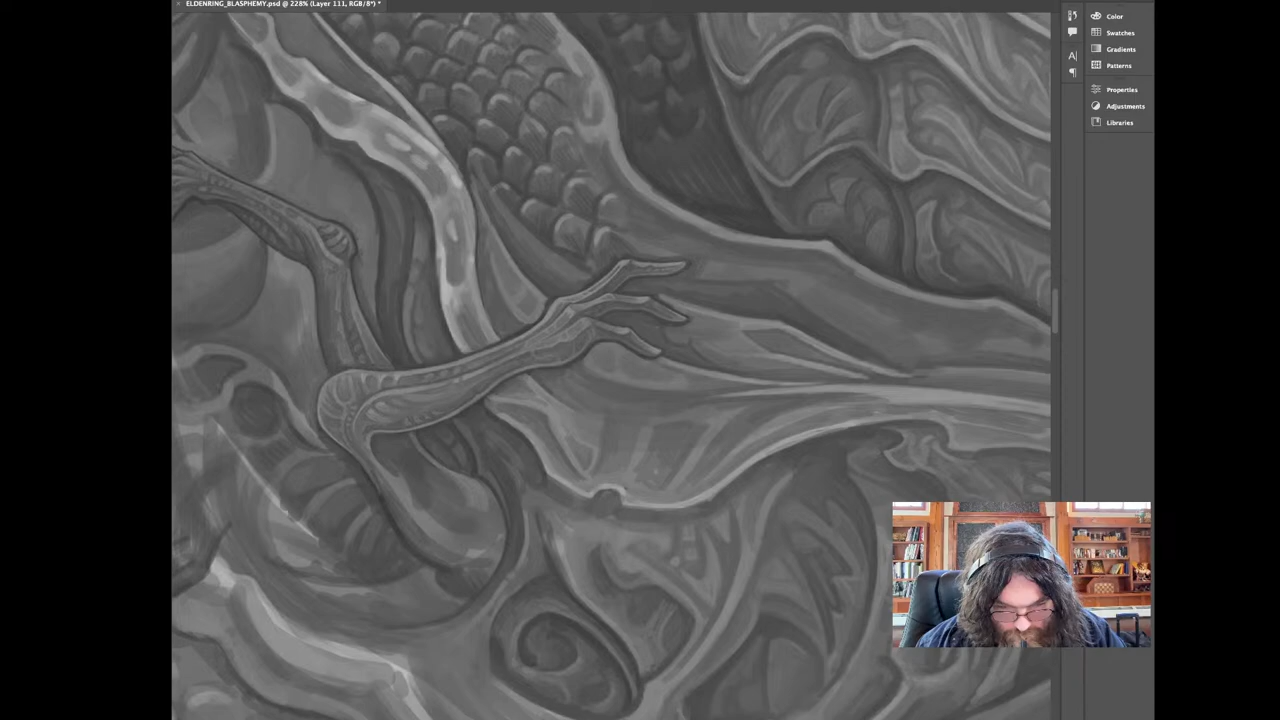 ELDENRING_BLASPHEMY.psd @ 228% (Layer 111, RGB/8*) *
Color
Swatches
Gradients
Patterns
Properties
Adjustments
Libraries